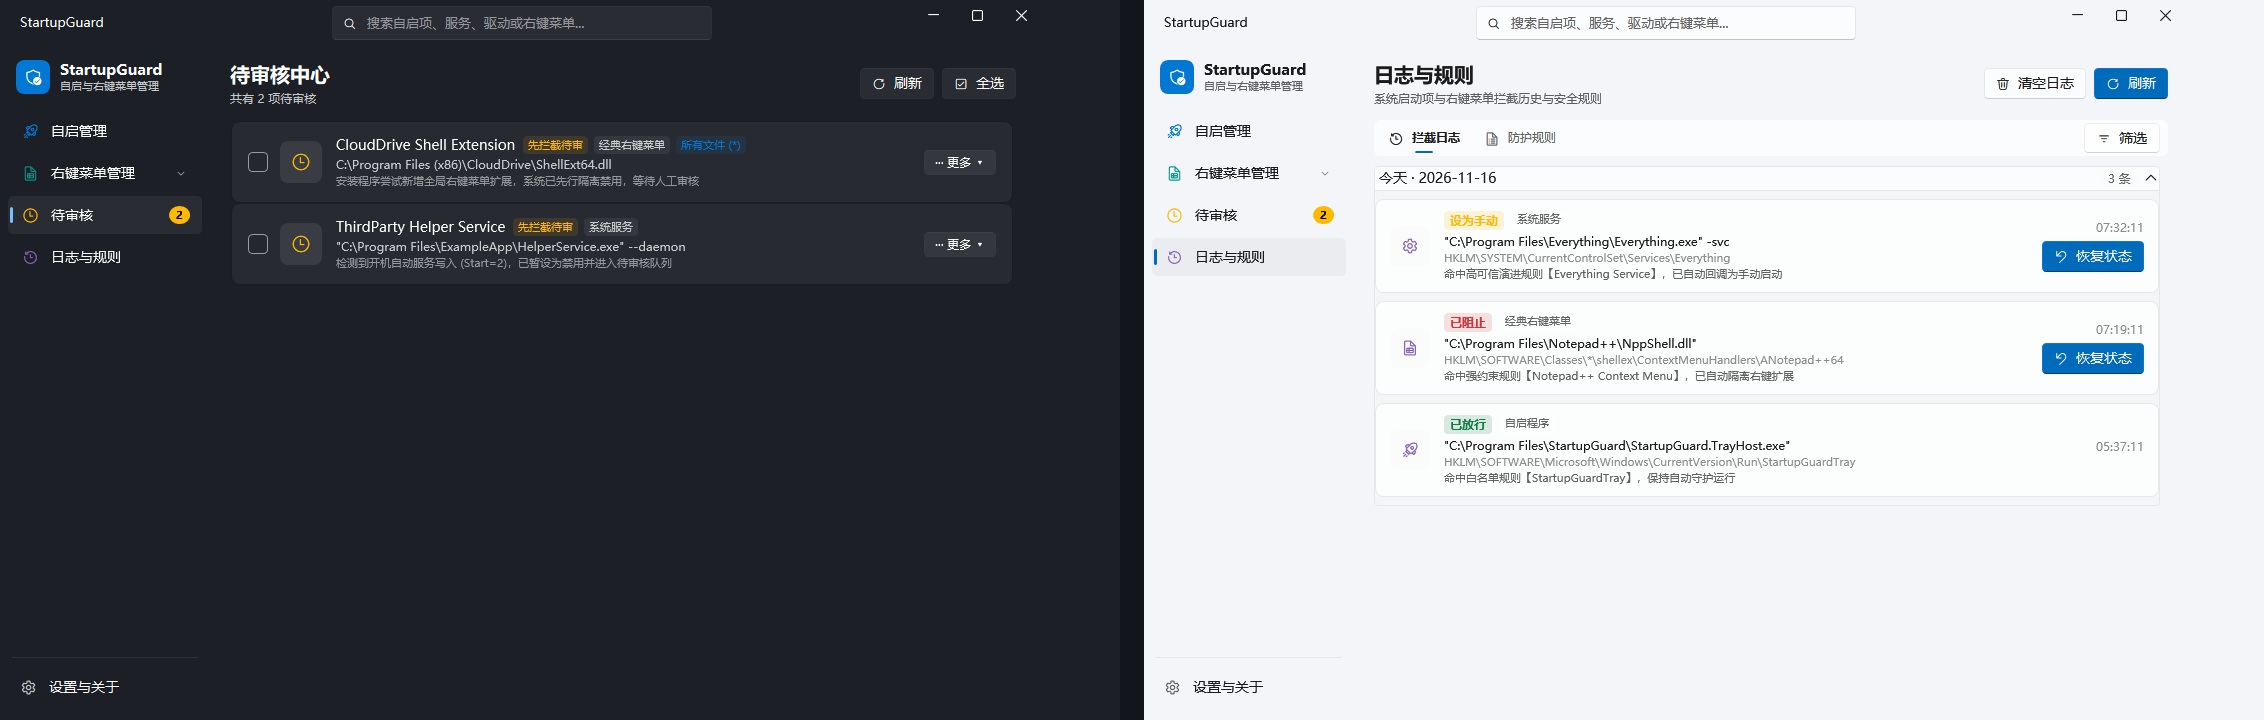 StartupGuard
搜索自启项、服务、驱动或右键菜单...
StartupGuard
自启与右键菜单管理
自启管理
右键菜单管理
待审核
2
日志与规则
设置与关于
待审核中心
共有 2 项待审核
刷新
全选
CloudDrive Shell Extension 先拦截待审 经典右键菜单 所有文件 (*)
C:\Program Files (x86)\CloudDrive\ShellExt64.dll
安装程序尝试新增全局右键菜单扩展，系统已先行隔离禁用，等待人工审核
··· 更多
ThirdParty Helper Service 先拦截待审 系统服务
"C:\Program Files\ExampleApp\HelperService.exe" --daemon
检测到开机自动服务写入 (Start=2)，已暂设为禁用并进入待审核队列
··· 更多
StartupGuard
搜索自启项、服务、驱动或右键菜单...
StartupGuard
自启与右键菜单管理
自启管理
右键菜单管理
待审核
2
日志与规则
设置与关于
日志与规则
系统启动项与右键菜单拦截历史与安全规则
清空日志
刷新
拦截日志
防护规则
筛选
今天 · 2026-11-16
3 条
设为手动 系统服务
"C:\Program Files\Everything\Everything.exe" -svc
HKLM\SYSTEM\CurrentControlSet\Services\Everything
命中高可信演进规则【Everything Service】，已自动回调为手动启动
07:32:11
恢复状态
已阻止 经典右键菜单
"C:\Program Files\Notepad++\NppShell.dll"
HKLM\SOFTWARE\Classes\*\shellex\ContextMenuHandlers\ANotepad++64
命中强约束规则【Notepad++ Context Menu】，已自动隔离右键扩展
07:19:11
恢复状态
已放行 自启程序
"C:\Program Files\StartupGuard\StartupGuard.TrayHost.exe"
HKLM\SOFTWARE\Microsoft\Windows\CurrentVersion\Run\StartupGuardTray
命中白名单规则【StartupGuardTray】，保持自动守护运行
05:37:11